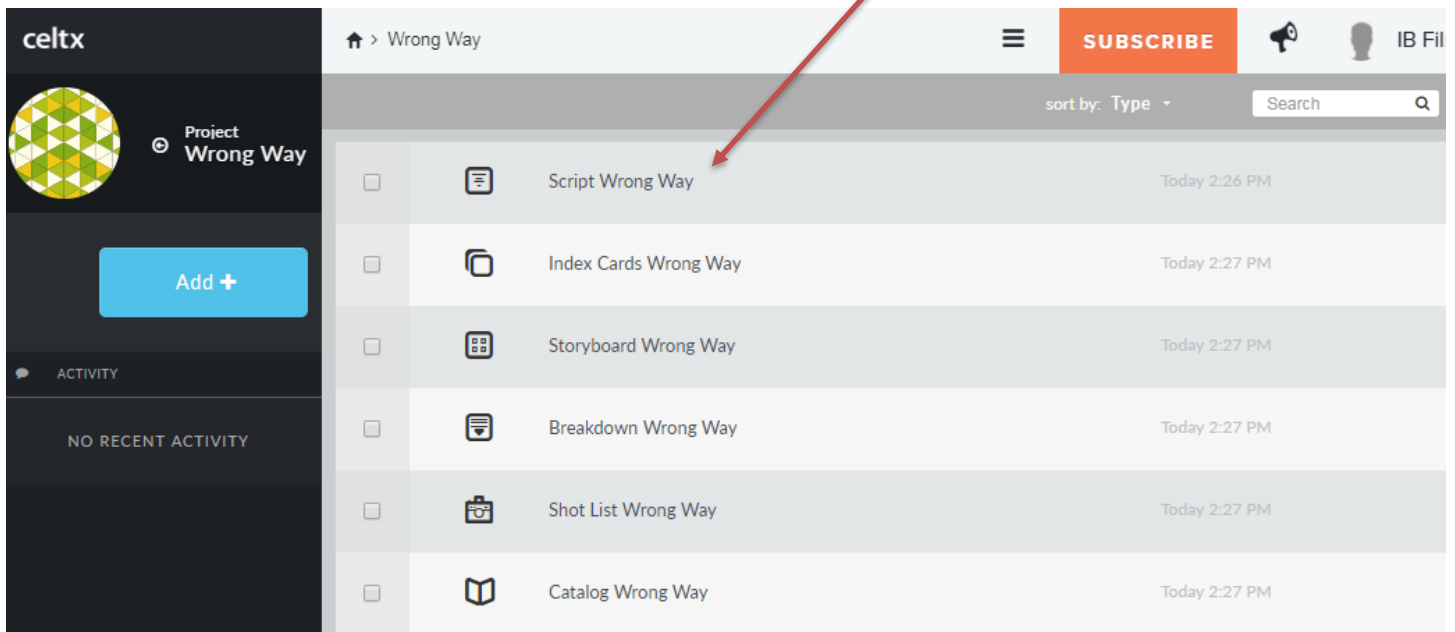 celtx
> Wrong Way
SUBSCRIBE
IB Fil
Project
Wrong Way
sort by: Type
Search
Add +
ACTIVITY
NO RECENT ACTIVITY
Script Wrong Way Today 2:26 PM
Index Cards Wrong Way Today 2:27 PM
Storyboard Wrong Way Today 2:27 PM
Breakdown Wrong Way Today 2:27 PM
Shot List Wrong Way Today 2:27 PM
Catalog Wrong Way Today 2:27 PM